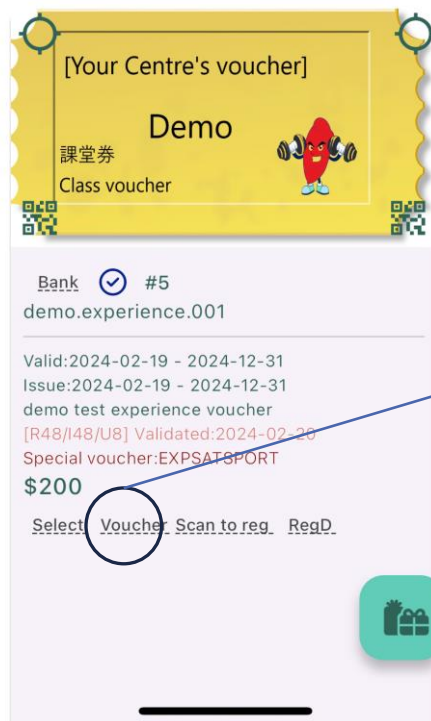 [Your Centre's voucher]
Demo
課堂券
Class voucher
Bank #5
demo.experience.001
Valid:2024-02-19 - 2024-12-31
Issue:2024-02-19 - 2024-12-31
demo test experience voucher
[R48/I48/U8] Validated:2024-02-20
Special voucher:EXPSATSPORT
$200
Select Voucher Scan to reg RegD